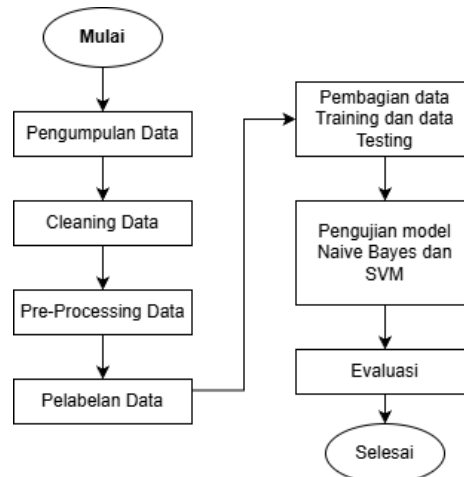 Mulai
Pengumpulan Data
Cleaning Data
Pre-Processing Data
Pelabelan Data
Pembagian data
Training dan data
Testing
Pengujian model
Naive Bayes dan
SVM
Evaluasi
Selesai